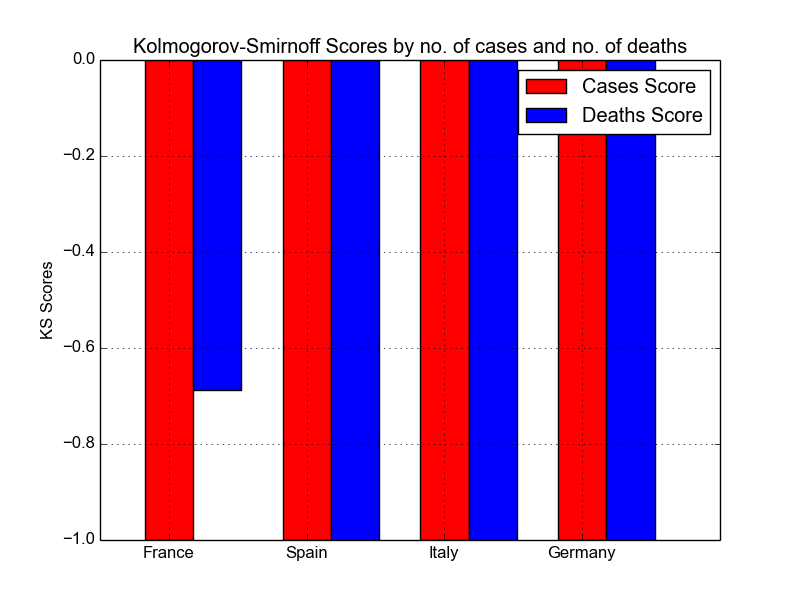 Kolmogorov-Smirnoff Scores by no. of cases and no. of deaths
0.0
Cases Score
Deaths Score
−0.2
−0.4
KS Scores
−0.6
−0.8
−1.0
France Spain Italy Germany